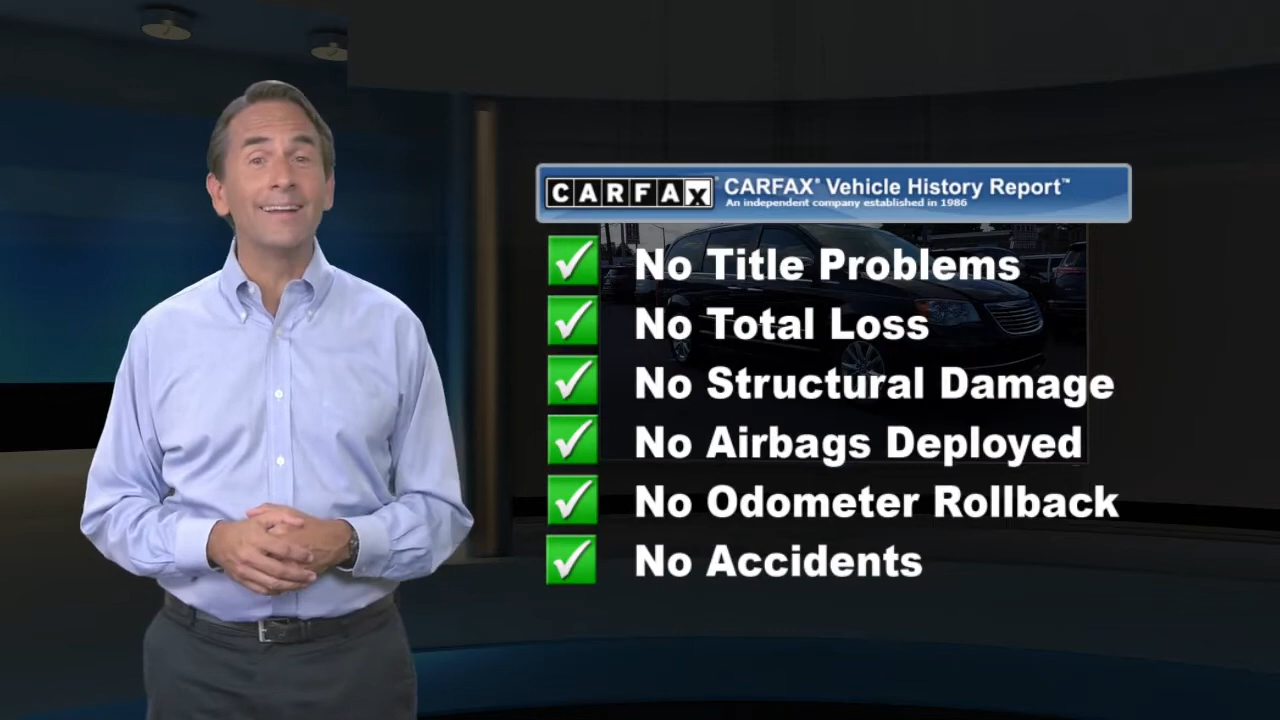 CARFAX® CARFAX® Vehicle History Report™
An independent company established in 1986
No Title Problems
No Total Loss
No Structural Damage
No Airbags Deployed
No Odometer Rollback
No Accidents